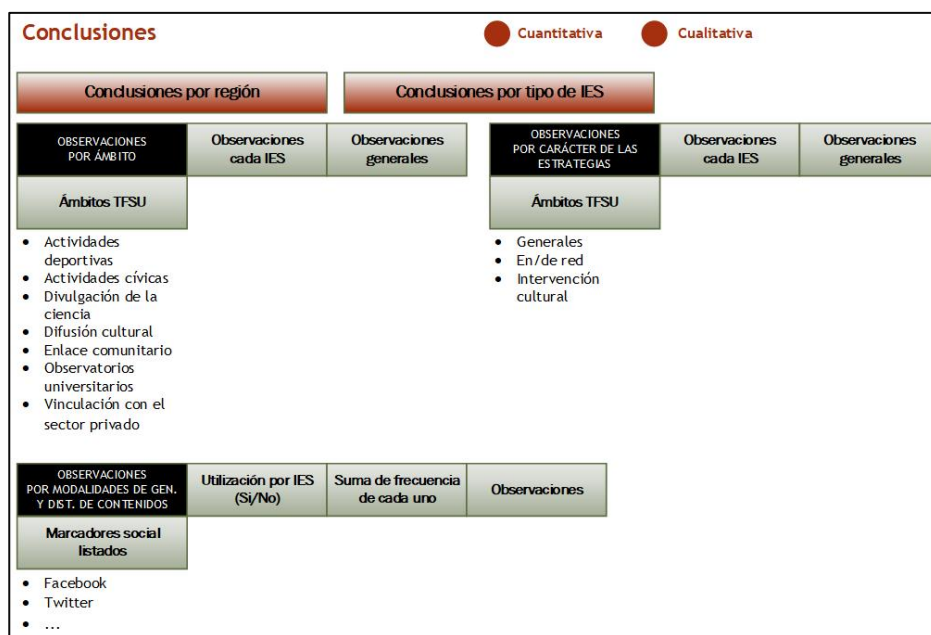 Conclusiones
Cuantitativa
Cualitativa
Conclusiones por región
Conclusiones por tipo de IES
OBSERVACIONES
POR ÁMBITO
Observaciones
cada IES
Observaciones
generales
Ámbitos TFSU
• Actividades
deportivas
• Actividades cívicas
• Divulgación de la
ciencia
• Difusión cultural
• Enlace comunitario
• Observatorios
universitarios
• Vinculación con el
sector privado
OBSERVACIONES
POR CARÁCTER DE LAS
ESTRATEGIAS
Observaciones
cada IES
Observaciones
generales
Ámbitos TFSU
• Generales
• En/de red
• Intervención
cultural
OBSERVACIONES
POR MODALIDADES DE GEN.
Y DIST. DE CONTENIDOS
Utilización por IES
(Si/No)
Suma de frecuencia
de cada uno
Observaciones
Marcadores social
listados
• Facebook
• Twitter
• ...